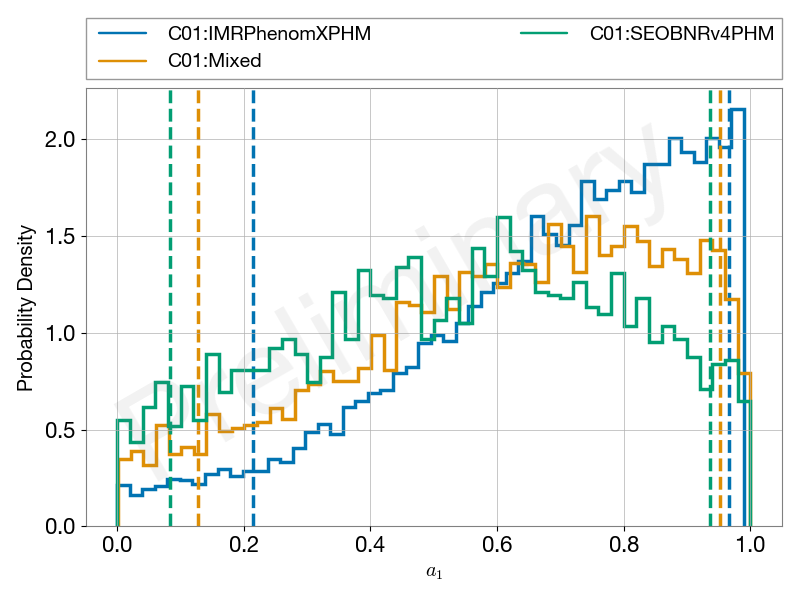 C01:IMRPhenomXPHM
C01:Mixed
C01:SEOBNRv4PHM
Preliminary
Probability Density
2.0
1.5
1.0
0.5
0.0
0.0 0.2 0.4 0.6 0.8 1.0
a₁